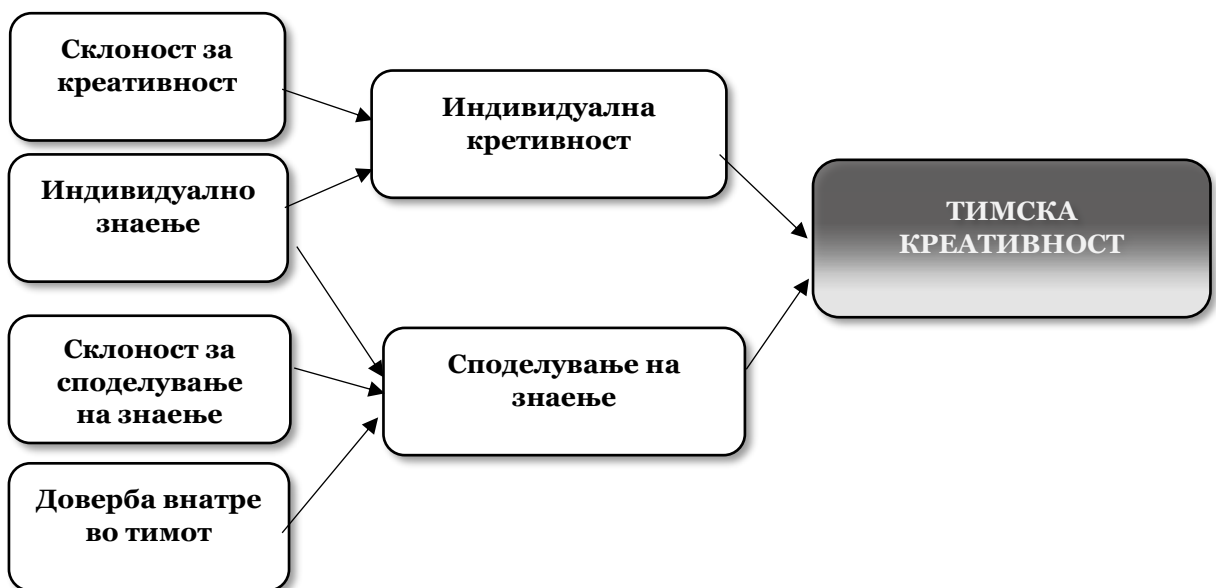 Склоност за
креативност
Индивидуално
знаење
Склоност за
споделување
на знаење
Доверба внатре
во тимот
Индивидуална
кретивност
Споделување на
знаење
ТИМСКА
КРЕАТИВНОСТ